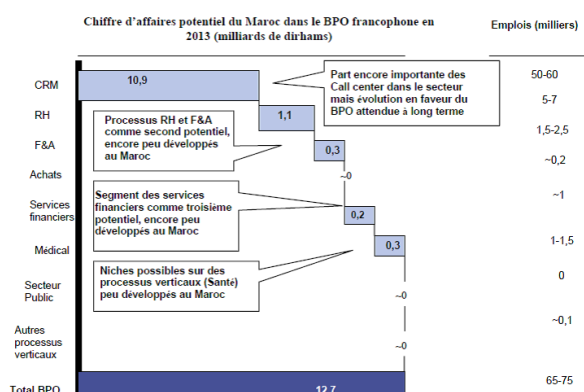 Chiffre d'affaires potentiel du Maroc dans le BPO francophone en
2013 (milliards de dirhams)
Emplois (milliers)
CRM
10,9
Part encore importante des
Call center dans le secteur
mais évolution en faveur du
BPO attendue à long terme
50-60
RH
1,1
5-7
Processus RH et F&A
comme second potentiel,
encore peu développés
au Maroc
F&A
0,3
1,5-2,5
Achats
~0
~0,2
Segment des services
financiers comme troisième
potentiel, encore peu
développés au Maroc
Services
financiers
0,2
~1
Médical
0,3
1-1,5
Niches possibles sur des
processus verticaux (Santé)
peu développés au Maroc
Secteur
Public
~0
0
Autres
processus
verticaux
~0
~0,1
Total BPO
12,7
65-75